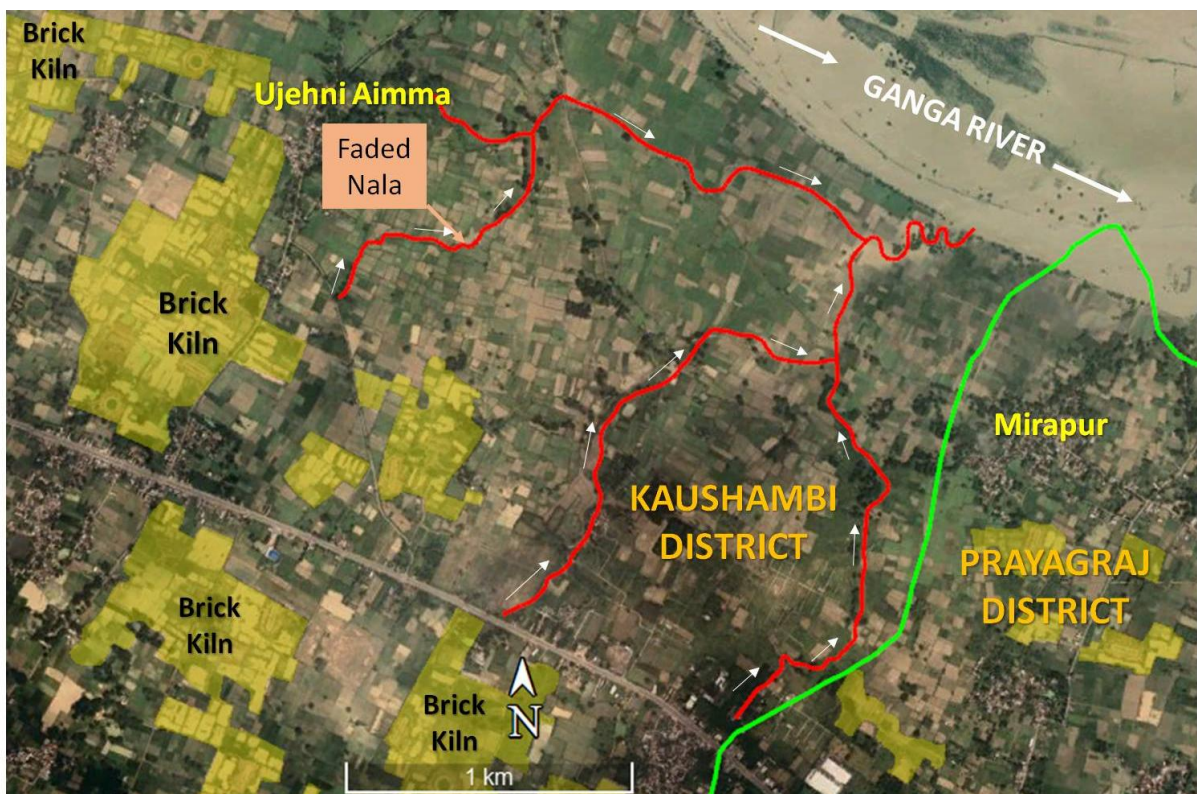 Brick
Kiln
Ujehni Aimma
Faded
Nala
GANGA RIVER
Brick
Kiln
Mirapur
KAUSHAMBI
DISTRICT
PRAYAGRAJ
DISTRICT
Brick
Kiln
Brick
Kiln
N
1 km